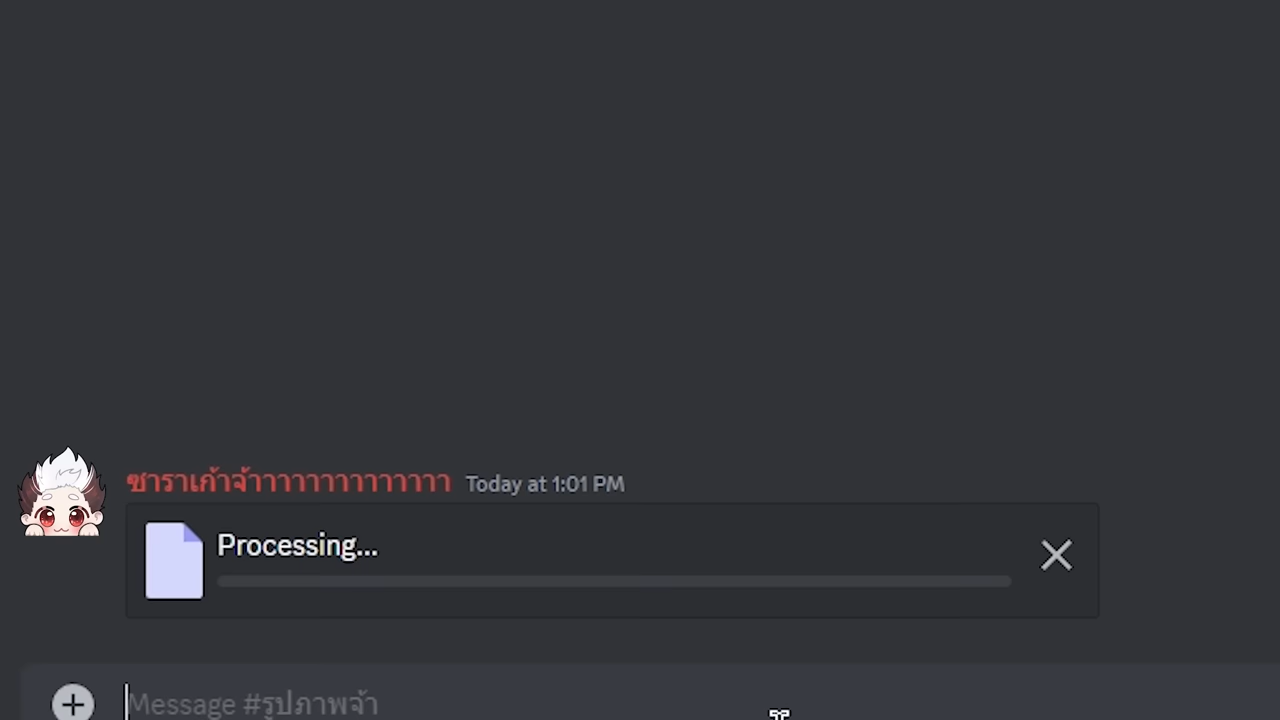 ซาราเก้าจ้าาาาาาาาาาาาา Today at 1:01 PM
Processing...
Message #รูปภาพจ้า